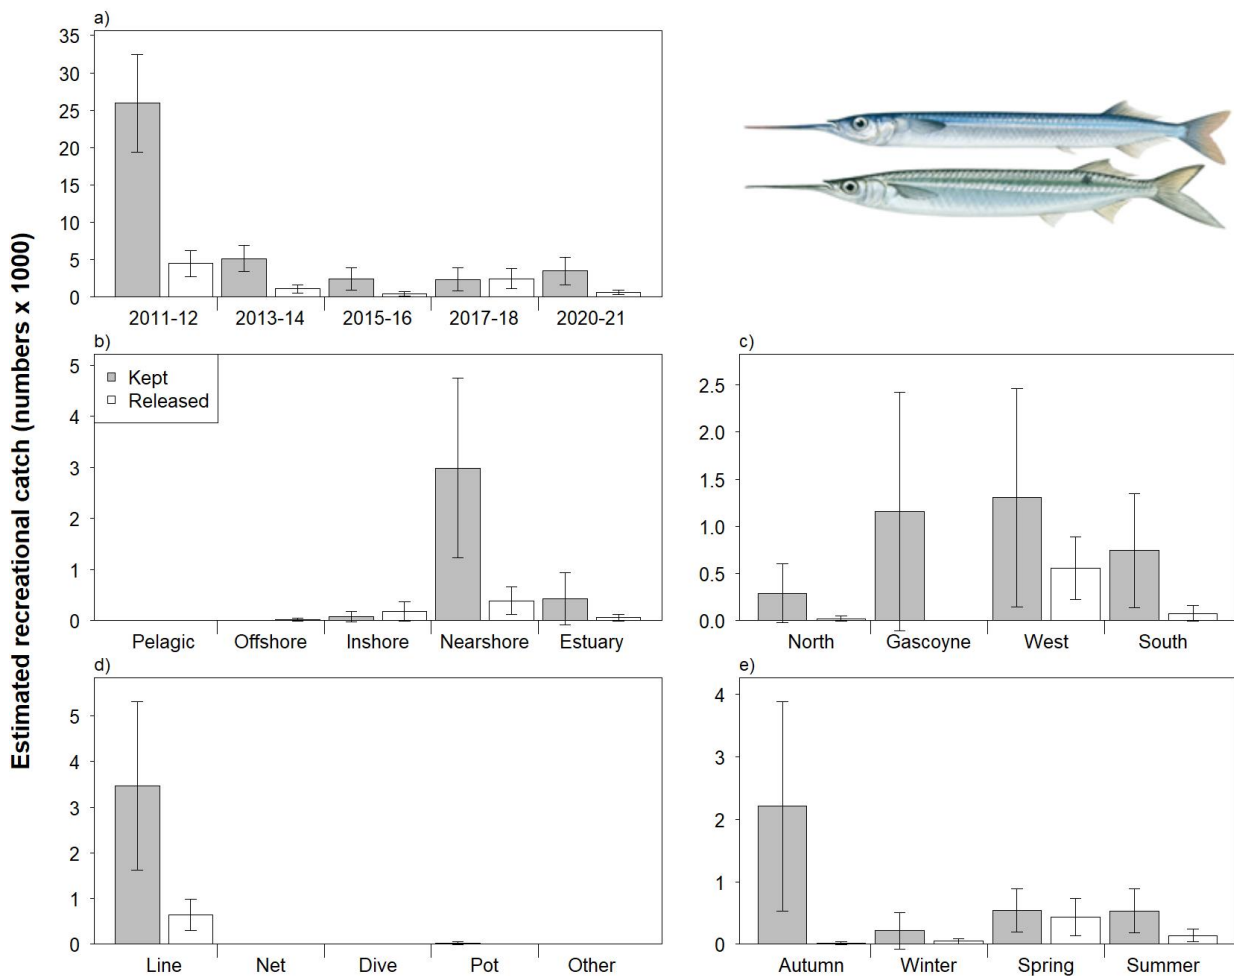 a)
35
30
25
20
15
10
5
0
2011-12 2013-14 2015-16 2017-18 2020-21
Estimated recreational catch (numbers x 1000)
b)
Kept
Released
5
4
3
2
1
0
Pelagic Offshore Inshore Nearshore Estuary
c)
2.5
2.0
1.5
1.0
0.5
0.0
North Gascoyne West South
d)
5
4
3
2
1
0
Line Net Dive Pot Other
e)
4
3
2
1
0
Autumn Winter Spring Summer